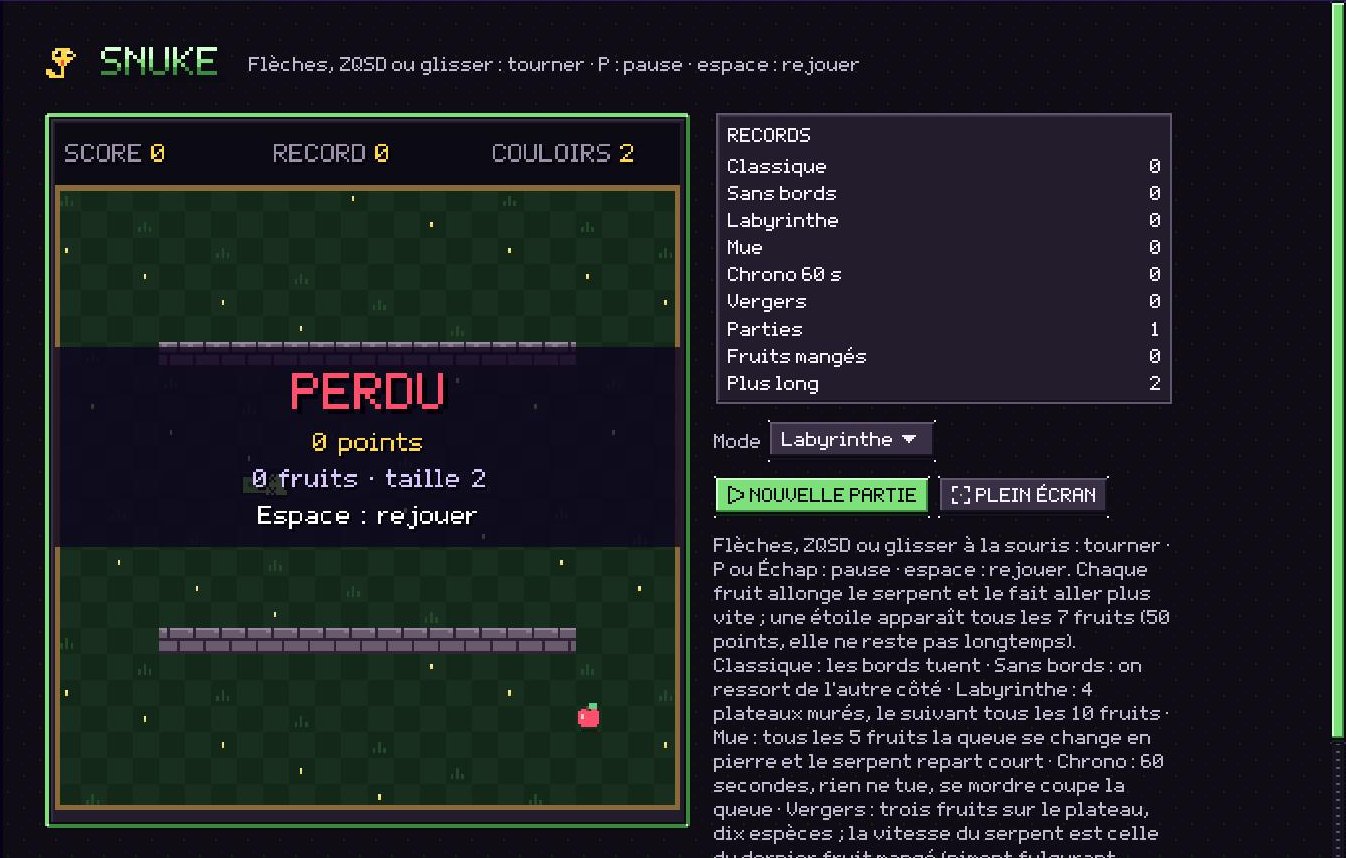 SNUKE
Flèches, ZQSD ou glisser : tourner · P : pause · espace : rejouer
SCORE 0
RECORD 0
COULOIRS 2
PERDU
0 points
0 fruits · taille 2
Espace : rejouer
RECORDS
Classique 0
Sans bords 0
Labyrinthe 0
Mue 0
Chrono 60 s 0
Vergers 0
Parties 1
Fruits mangés 0
Plus long 2
Mode Labyrinthe
NOUVELLE PARTIE
PLEIN ÉCRAN
Flèches, ZQSD ou glisser à la souris : tourner ·
P ou Échap : pause · espace : rejouer. Chaque
fruit allonge le serpent et le fait aller plus
vite ; une étoile apparaît tous les 7 fruits (50
points, elle ne reste pas longtemps).
Classique : les bords tuent · Sans bords : on
ressort de l'autre côté · Labyrinthe : 4
plateaux murés, le suivant tous les 10 fruits ·
Mue : tous les 5 fruits la queue se change en
pierre et le serpent repart court · Chrono : 60
secondes, rien ne tue, se mordre coupe la
queue · Vergers : trois fruits sur le plateau,
dix espèces ; la vitesse du serpent est celle
du dernier fruit mangé (piment fulgurant